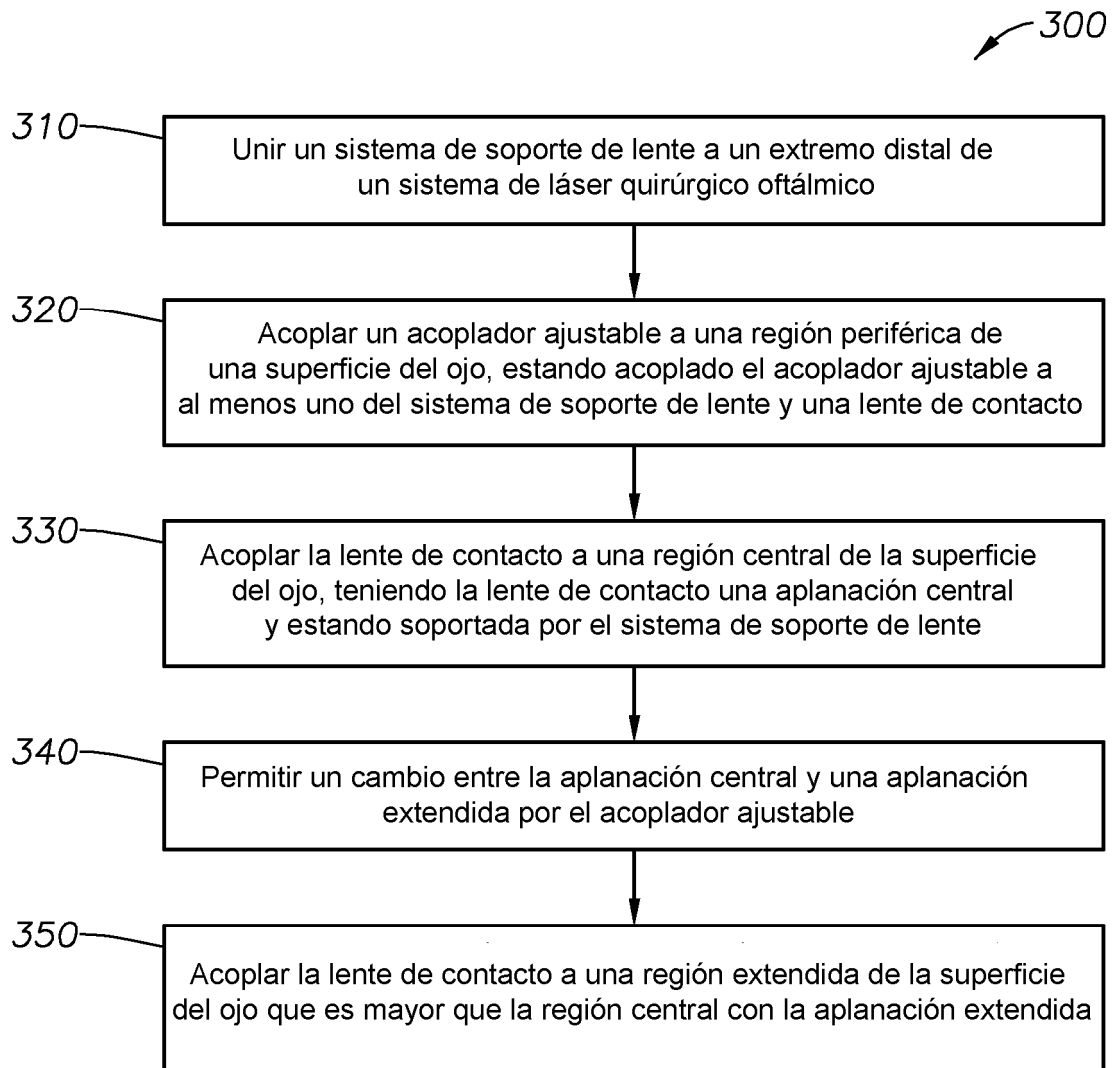 300
310
Unir un sistema de soporte de lente a un extremo distal de
un sistema de láser quirúrgico oftálmico
320
Acoplar un acoplador ajustable a una región periférica de
una superficie del ojo, estando acoplado el acoplador ajustable a
al menos uno del sistema de soporte de lente y una lente de contacto
330
Acoplar la lente de contacto a una región central de la superficie
del ojo, teniendo la lente de contacto una aplanación central
y estando soportada por el sistema de soporte de lente
340
Permitir un cambio entre la aplanación central y una aplanación
extendida por el acoplador ajustable
350
Acoplar la lente de contacto a una región extendida de la superficie
del ojo que es mayor que la región central con la aplanación extendida